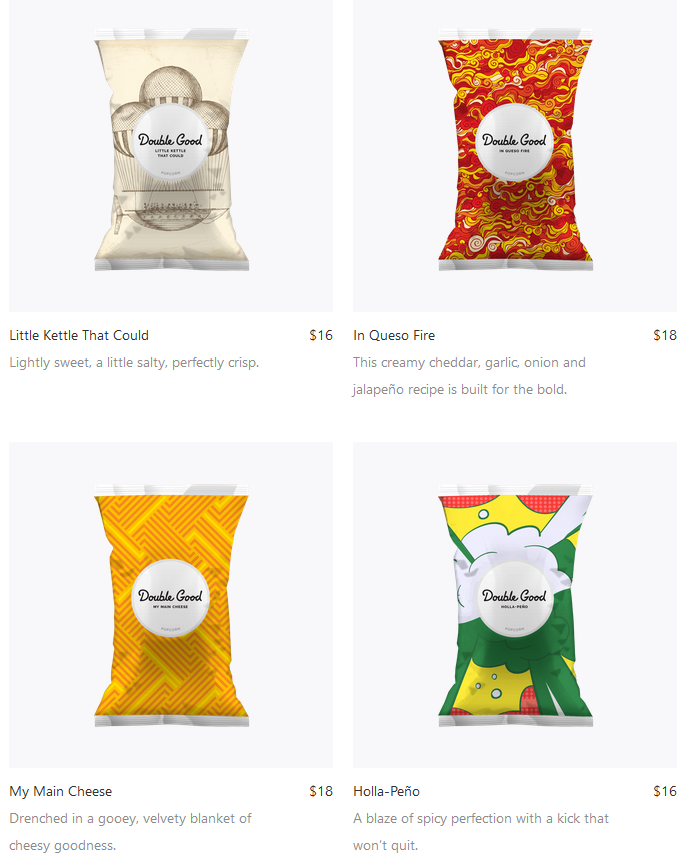 Double Good
LITTLE KETTLE
THAT COULD
POPCORN
Double Good
IN QUESO FIRE
POPCORN
Little Kettle That Could $16
Lightly sweet, a little salty, perfectly crisp.
In Queso Fire $18
This creamy cheddar, garlic, onion and
jalapeño recipe is built for the bold.
Double Good
MY MAIN CHEESE
POPCORN
Double Good
HOLLA-PEÑO
POPCORN
My Main Cheese $18
Drenched in a gooey, velvety blanket of
cheesy goodness.
Holla-Peño $16
A blaze of spicy perfection with a kick that
won't quit.